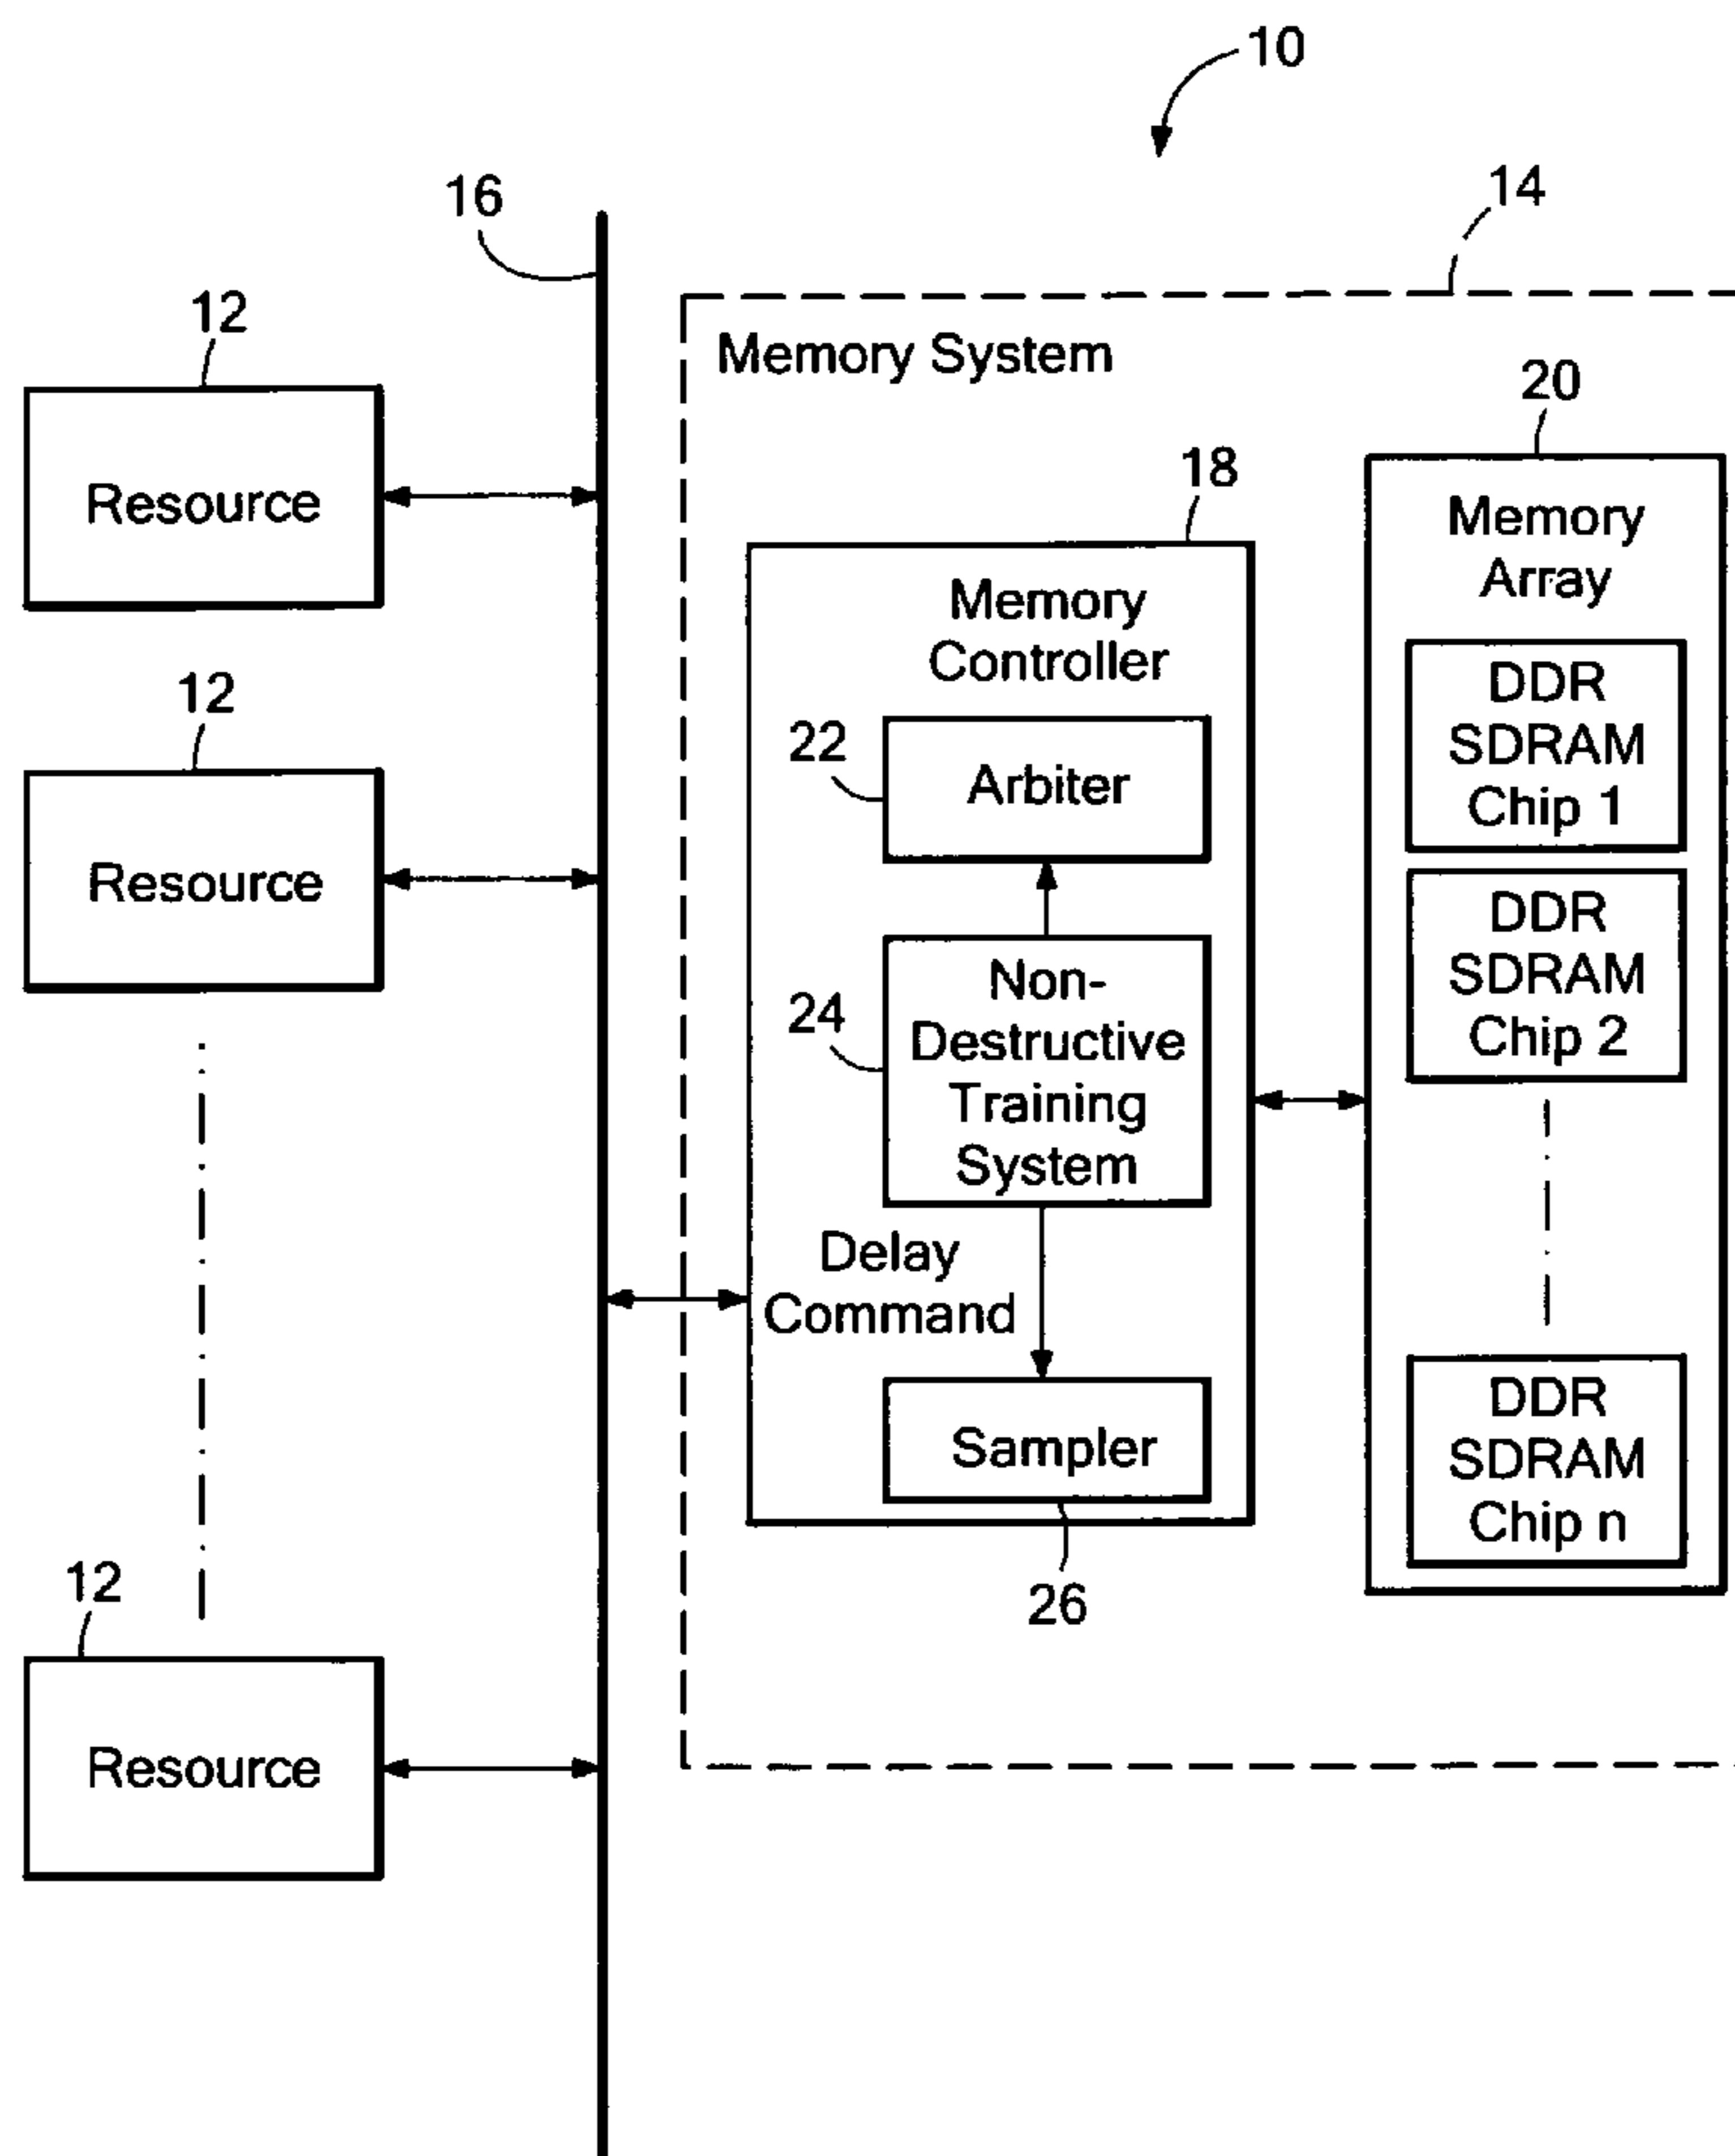 10
14
16
12
Memory System
20
18
Resource
Memory
Array
Memory
Controller
DDR
SDRAM
Chip 1
12
22
Arbiter
Resource
DDR
SDRAM
Chip 2
24
Non-
Destructive
Training
System
Delay
Command
DDR
SDRAM
Chip n
Sampler
12
26
Resource